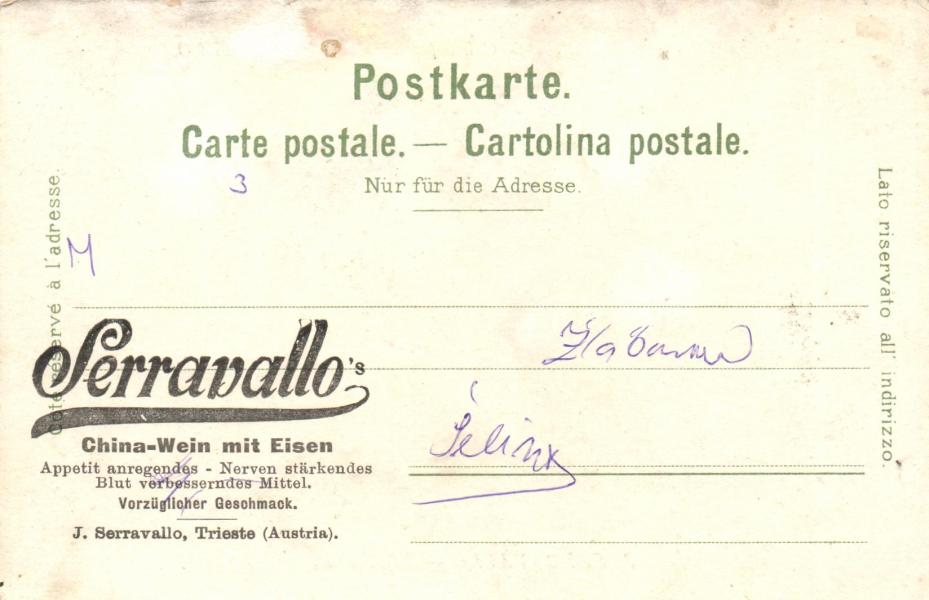 Postkarte.
Carte postale. — Cartolina postale.
3
Nur für die Adresse.
Coté réservé à l'adresse.
Lato riservato all' indirizzo.
M
Serravallo's
China-Wein mit Eisen
Appetit anregendes - Nerven stärkendes
Blut verbesserndes Mittel.
Vorzüglicher Geschmack.
J. Serravallo, Trieste (Austria).